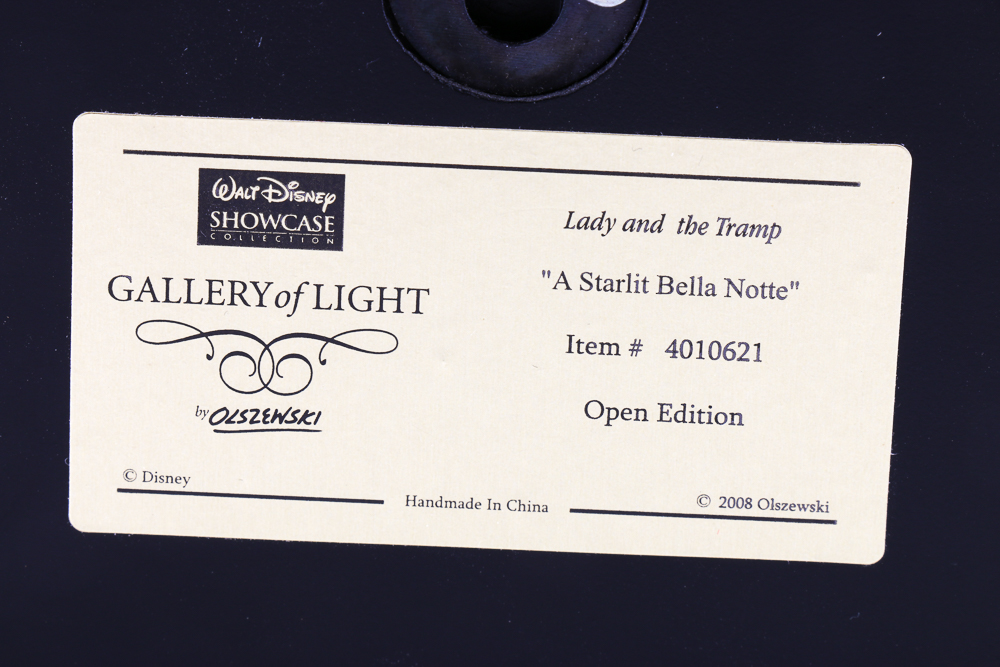 WALT DISNEY
SHOWCASE
COLLECTION
GALLERY of LIGHT
by OLSZEWSKI
© Disney
Lady and the Tramp
"A Starlit Bella Notte"
Item # 4010621
Open Edition
Handmade In China
© 2008 Olszewski